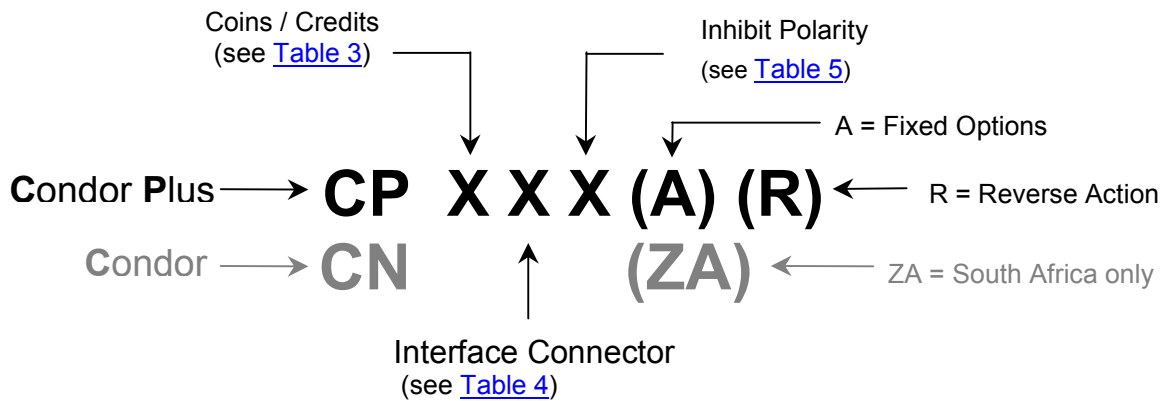 Coins / Credits
(see Table 3)
Inhibit Polarity
(see Table 5)
A = Fixed Options
Condor Plus CP X X X (A) (R) R = Reverse Action
Condor CN (ZA) ZA = South Africa only
Interface Connector
(see Table 4)